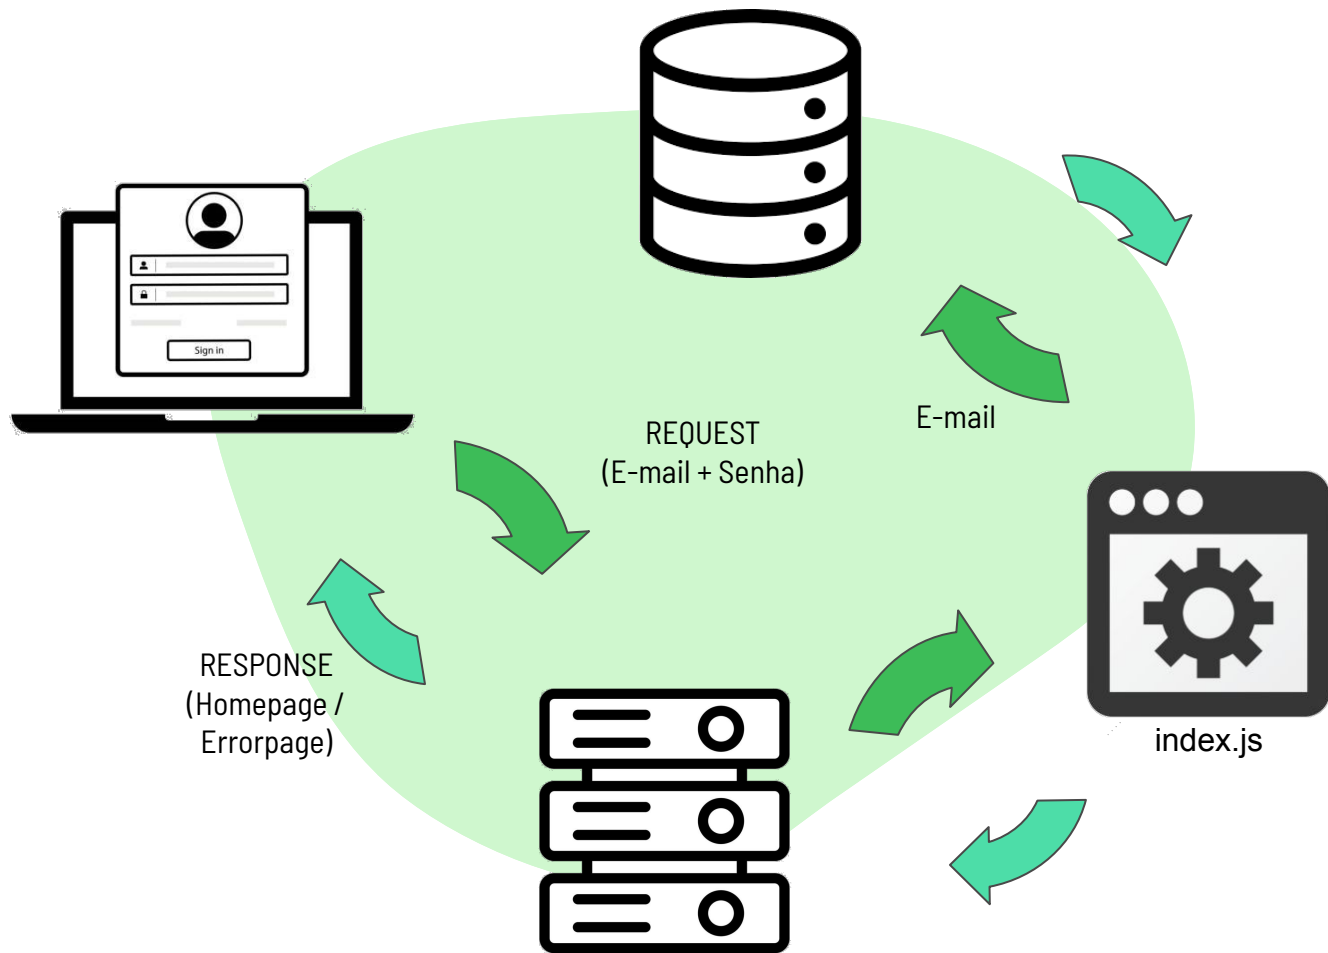 Sign in
REQUEST
(E-mail + Senha)
E-mail
RESPONSE
(Homepage /
Errorpage)
index.js